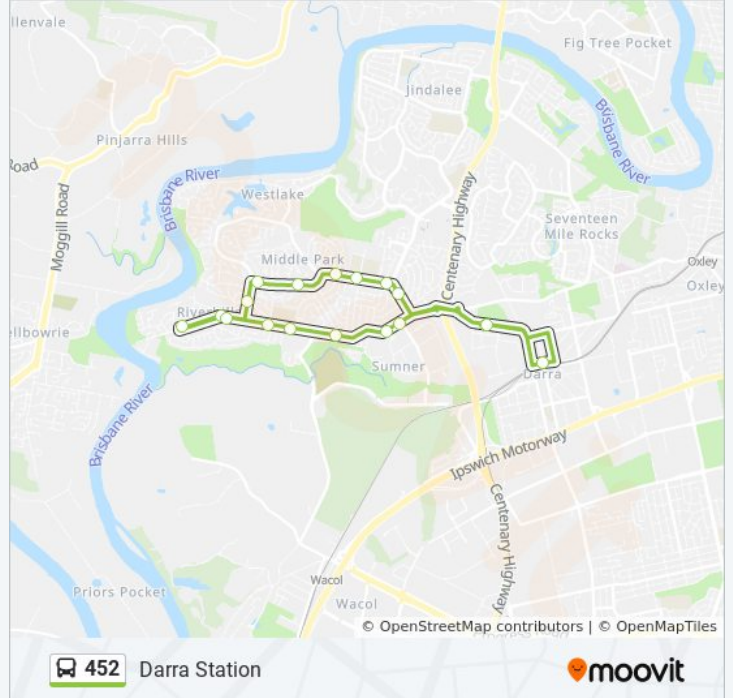 llenvale
Fig Tree Pocket
Jindalee
Pinjarra Hills
oad
Brisbane River
Brisbane River
Westlake
Moggill Road
Centenary Highway
Seventeen
Mile Rocks
Middle Park
Oxley
Oxley
ellbowrie
Sumner
Darra
Brisbane River
Ipswich Motorway
Centenary Highway
Wacol
Wacol
Priors Pocket
© OpenStreetMap contributors | © OpenMapTiles
452 Darra Station
moovit